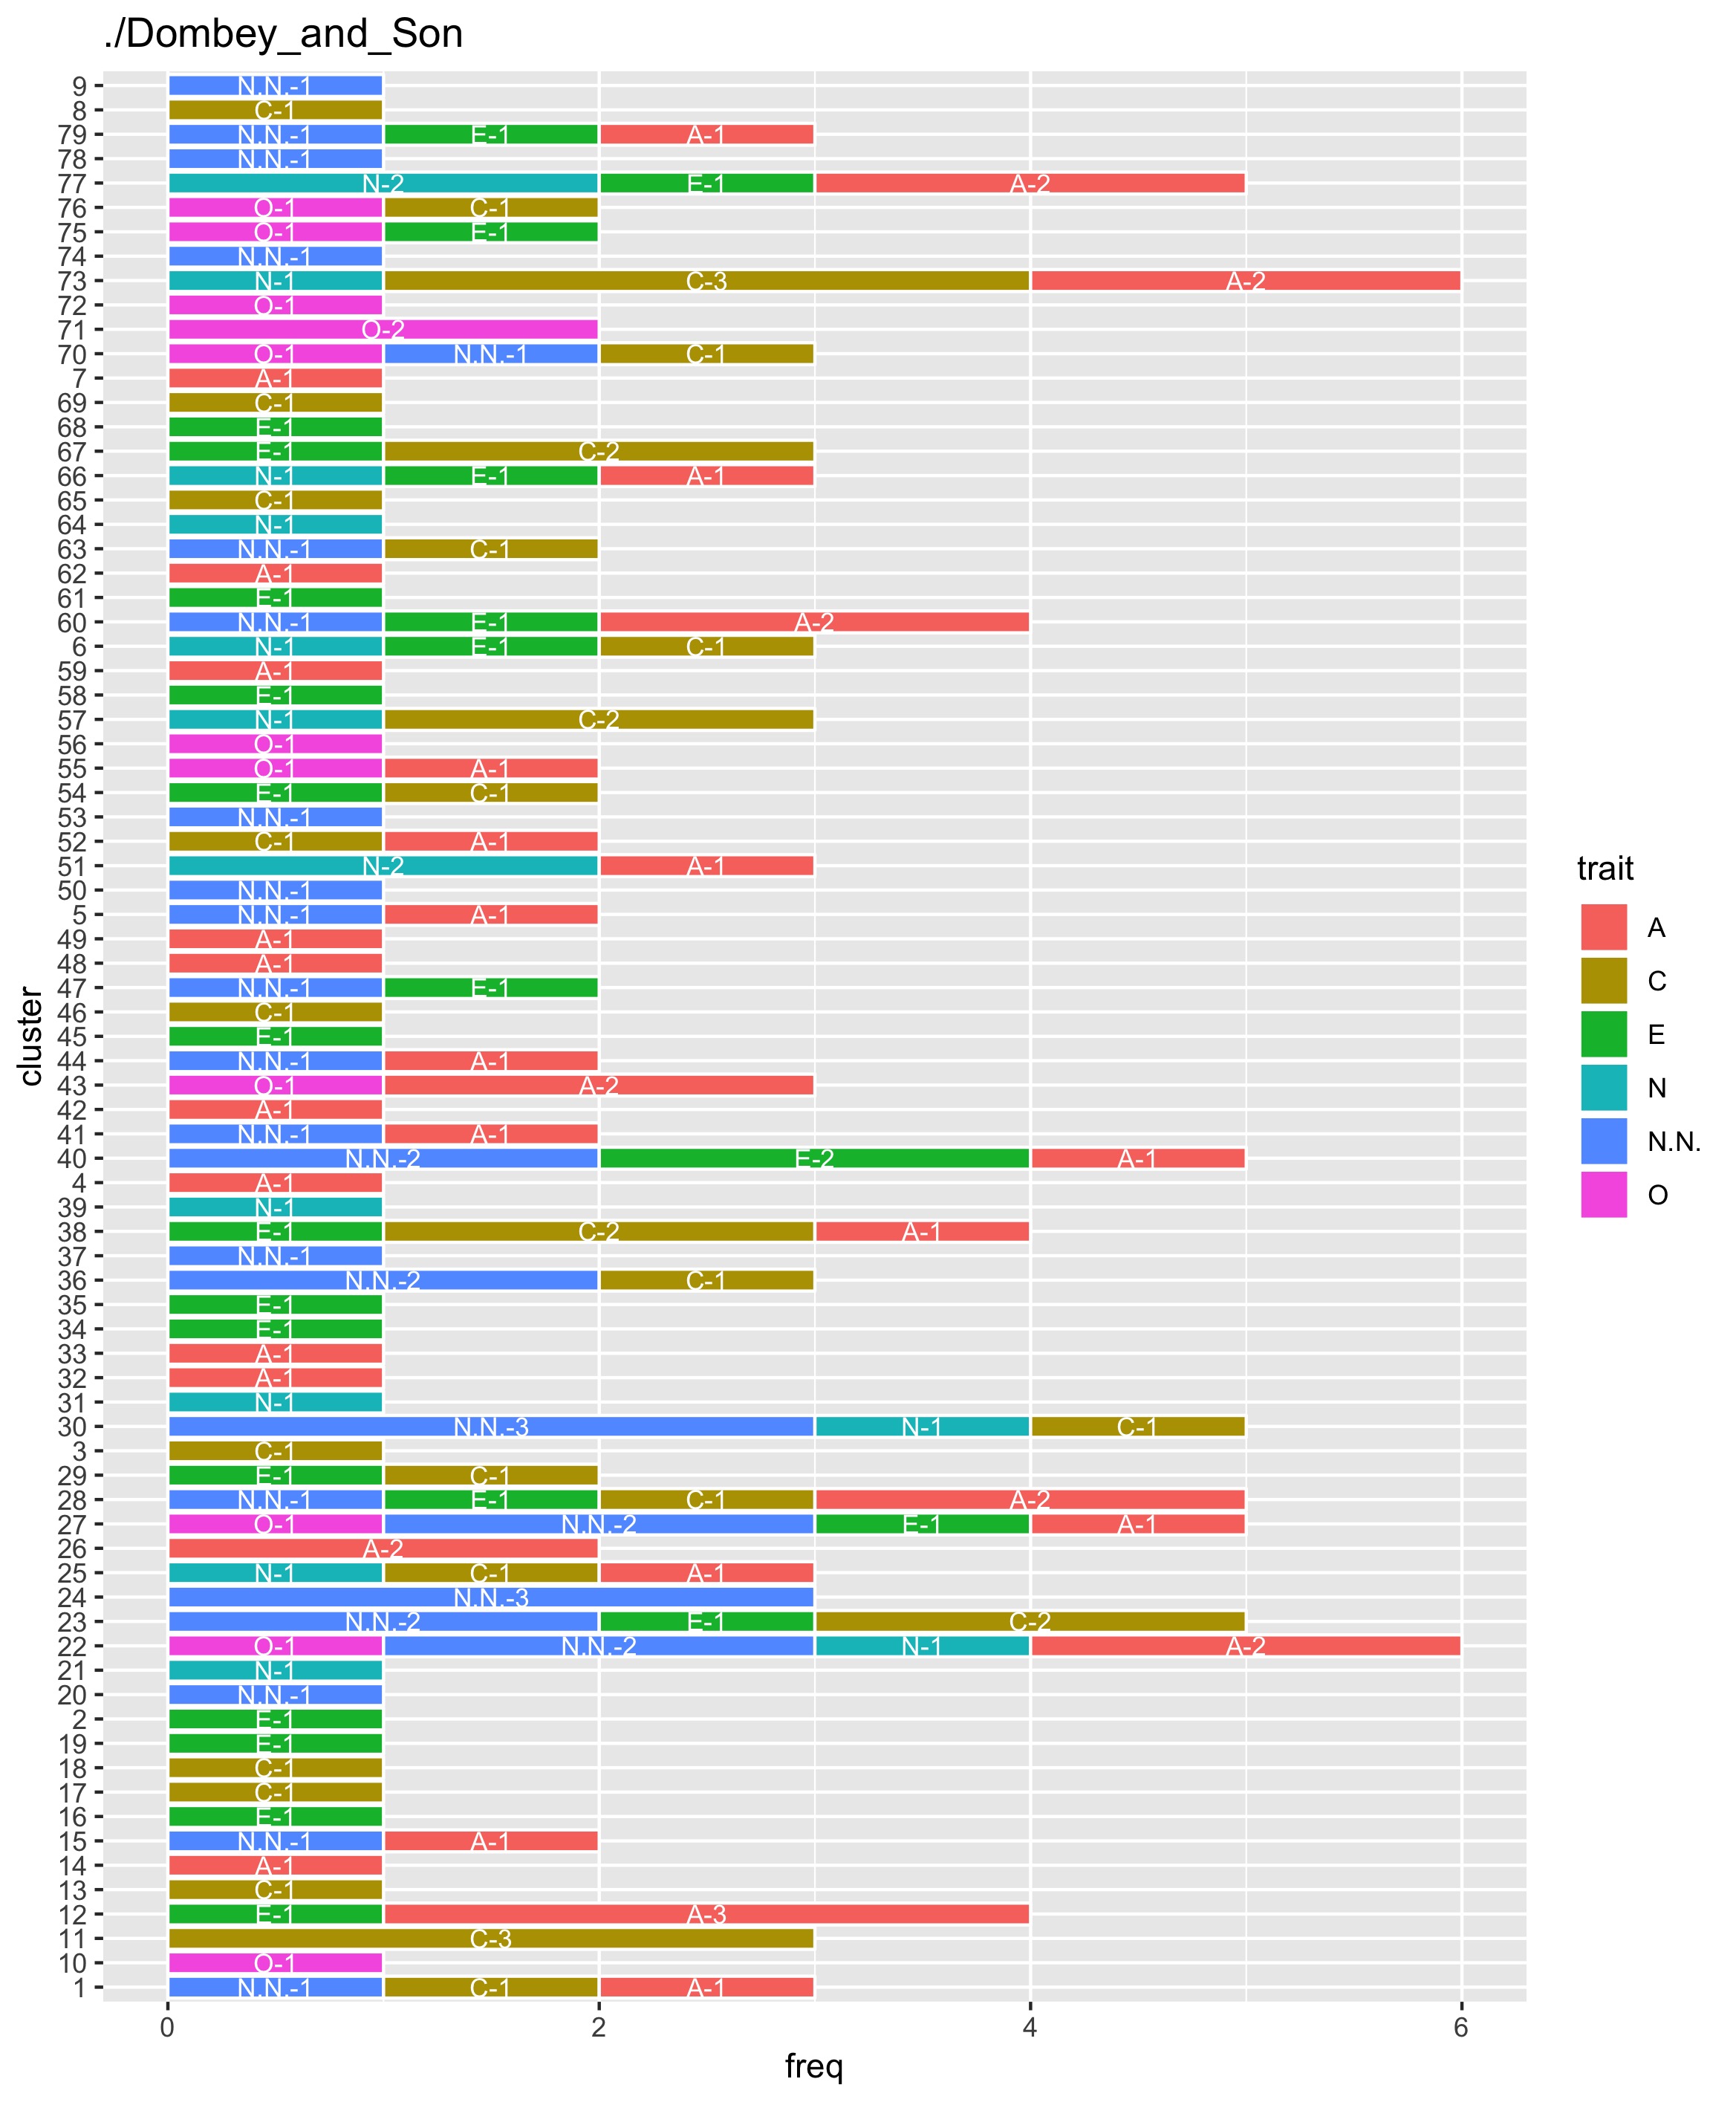 ./Dombey_and_Son
9 N.N.-1
8 C-1
79 N.N.-1 E-1 A-1
78 N.N.-1
77 N-2 E-1 A-2
76 O-1 C-1
75 O-1 E-1
74 N.N.-1
73 N-1 C-3 A-2
72 O-1
71 O-2
70 O-1 N.N.-1 C-1
7 A-1
69 C-1
68 E-1
67 E-1 C-2
66 N-1 E-1 A-1
65 C-1
64 N-1
63 N.N.-1 C-1
62 A-1
61 E-1
60 N.N.-1 E-1 A-2
6 N-1 E-1 C-1
59 A-1
58 E-1
57 N-1 C-2
56 O-1
55 O-1 A-1
54 E-1 C-1
53 N.N.-1
52 C-1 A-1
51 N-2 A-1
50 N.N.-1
5 N.N.-1 A-1
49 A-1
48 A-1
47 N.N.-1 E-1
46 C-1
45 E-1
44 N.N.-1 A-1
43 O-1 A-2
42 A-1
41 N.N.-1 A-1
40 N.N.-2 E-2 A-1
4 A-1
39 N-1
38 E-1 C-2 A-1
37 N.N.-1
36 N.N.-2 C-1
35 E-1
34 E-1
33 A-1
32 A-1
31 N-1
30 N.N.-3 N-1 C-1
3 C-1
29 E-1 C-1
28 N.N.-1 E-1 C-1 A-2
27 O-1 N.N.-2 E-1 A-1
26 A-2
25 N-1 C-1 A-1
24 N.N.-3
23 N.N.-2 E-1 C-2
22 O-1 N.N.-2 N-1 A-2
21 N-1
20 N.N.-1
2 E-1
19 E-1
18 C-1
17 C-1
16 E-1
15 N.N.-1 A-1
14 A-1
13 C-1
12 E-1 A-3
11 C-3
10 O-1
1 N.N.-1 C-1 A-1
0 2 4 6
freq
cluster
trait
A
C
E
N
N.N.
O